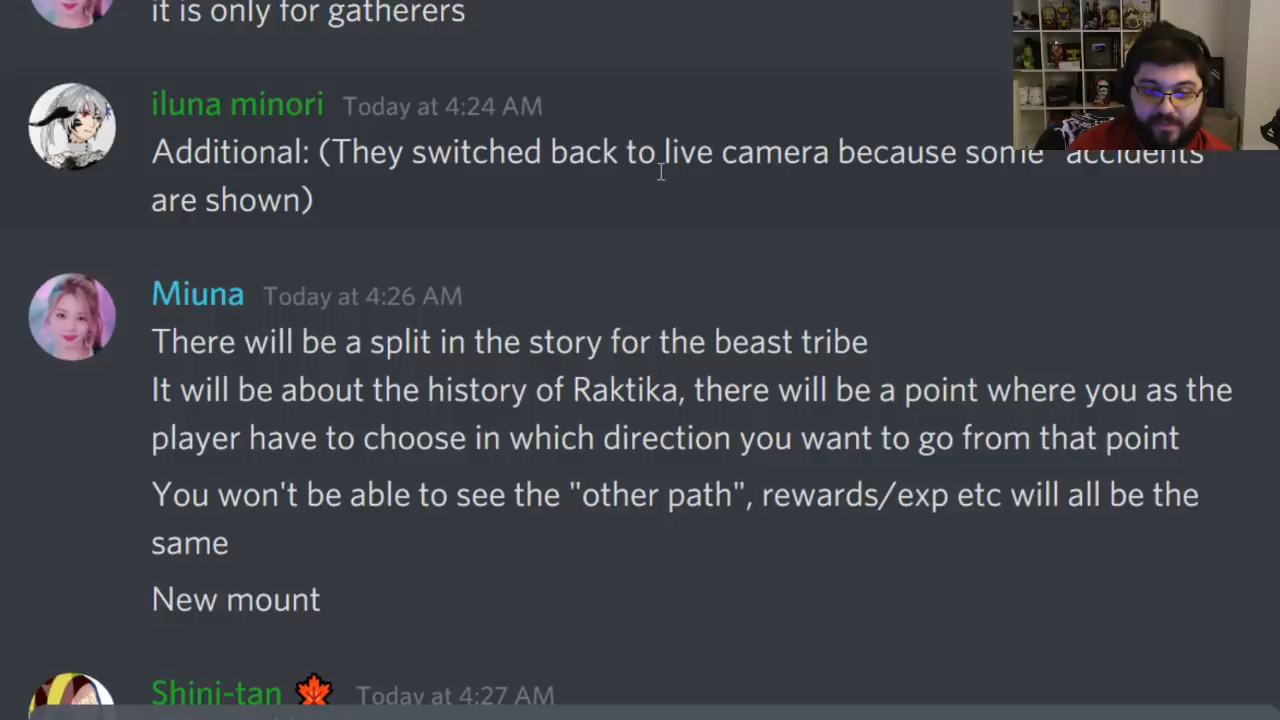 it is only for gatherers
iluna minori Today at 4:24 AM
Additional: (They switched back to live camera because some "accidents
are shown)
Miuna Today at 4:26 AM
There will be a split in the story for the beast tribe
It will be about the history of Raktika, there will be a point where you as the
player have to choose in which direction you want to go from that point
You won't be able to see the "other path", rewards/exp etc will all be the
same
New mount
Shini-tan Today at 4:27 AM